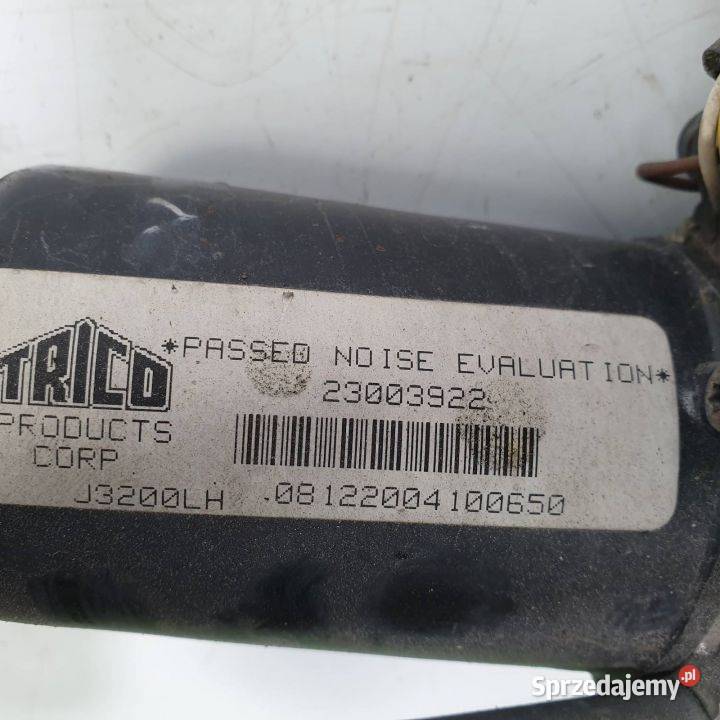 TRICO
PRODUCTS
CORP
*PASSED NOISE EVALUATION*
23003922
J3200LH .08122004100650
Sprzedajemy.pl